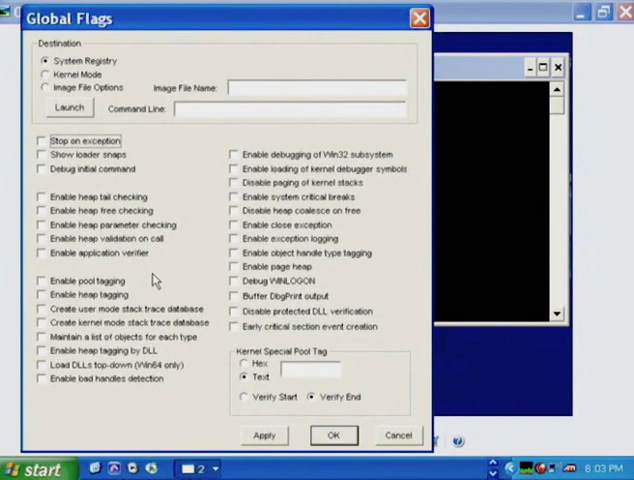 Global Flags
Destination
System Registry
Kernel Mode
Image File Options
Image File Name:
Launch
Command Line:
Stop on exception
Show loader snaps
Debug initial command
Enable heap tail checking
Enable heap free checking
Enable heap parameter checking
Enable heap validation on call
Enable application verifier
Enable pool tagging
Enable heap tagging
Create user mode stack trace database
Create kernel mode stack trace database
Maintain a list of objects for each type
Enable heap tagging by DLL
Load DLLs top-down (Win64 only)
Enable bad handles detection
Enable debugging of Win32 subsystem
Enable loading of kernel debugger symbols
Disable paging of kernel stacks
Enable system critical breaks
Disable heap coalesce on free
Enable close exception
Enable exception logging
Enable object handle type tagging
Enable page heap
Debug WINLOGON
Buffer DbgPrint output
Disable protected DLL verification
Early critical section event creation
Kernel Special Pool Tag
Hex
Text
Verify Start
Verify End
Apply
OK
Cancel
start
2
8:03 PM